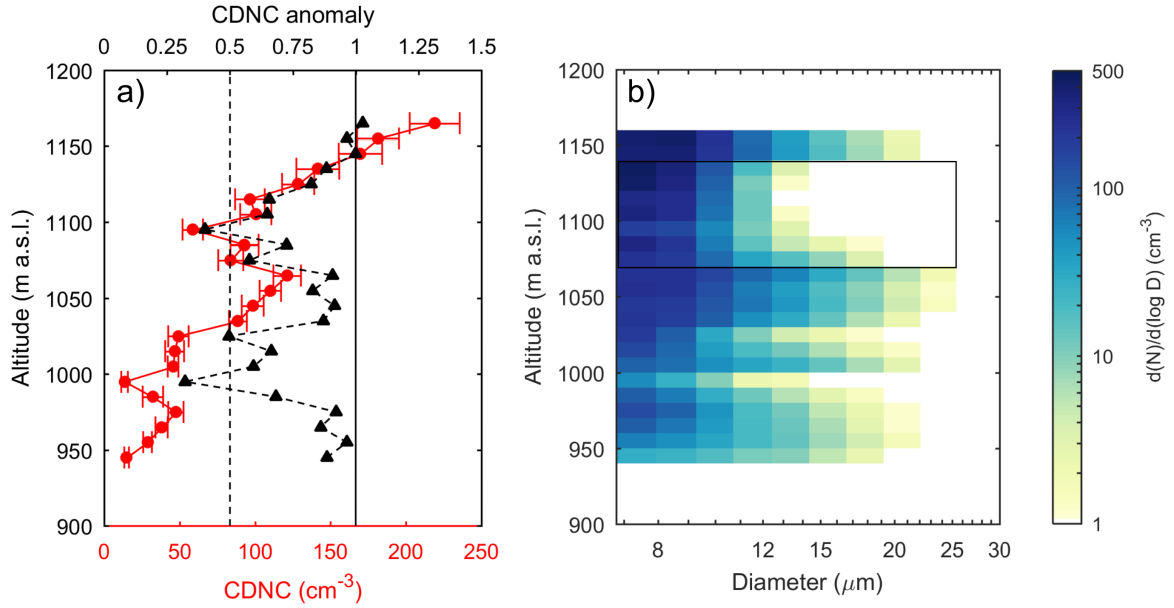 CDNC anomaly
0 0.25 0.5 0.75 1 1.25 1.5
a)
1200
1150
1100
1050
1000
950
900
Altitude (m a.s.l.)
0 50 100 150 200 250
CDNC (cm-3)
b)
1200
1150
1100
1050
1000
950
900
Altitude (m a.s.l.)
8 12 15 20 25 30
Diameter (μm)
500
100
10
1
d(N)/d(log D) (cm-3)